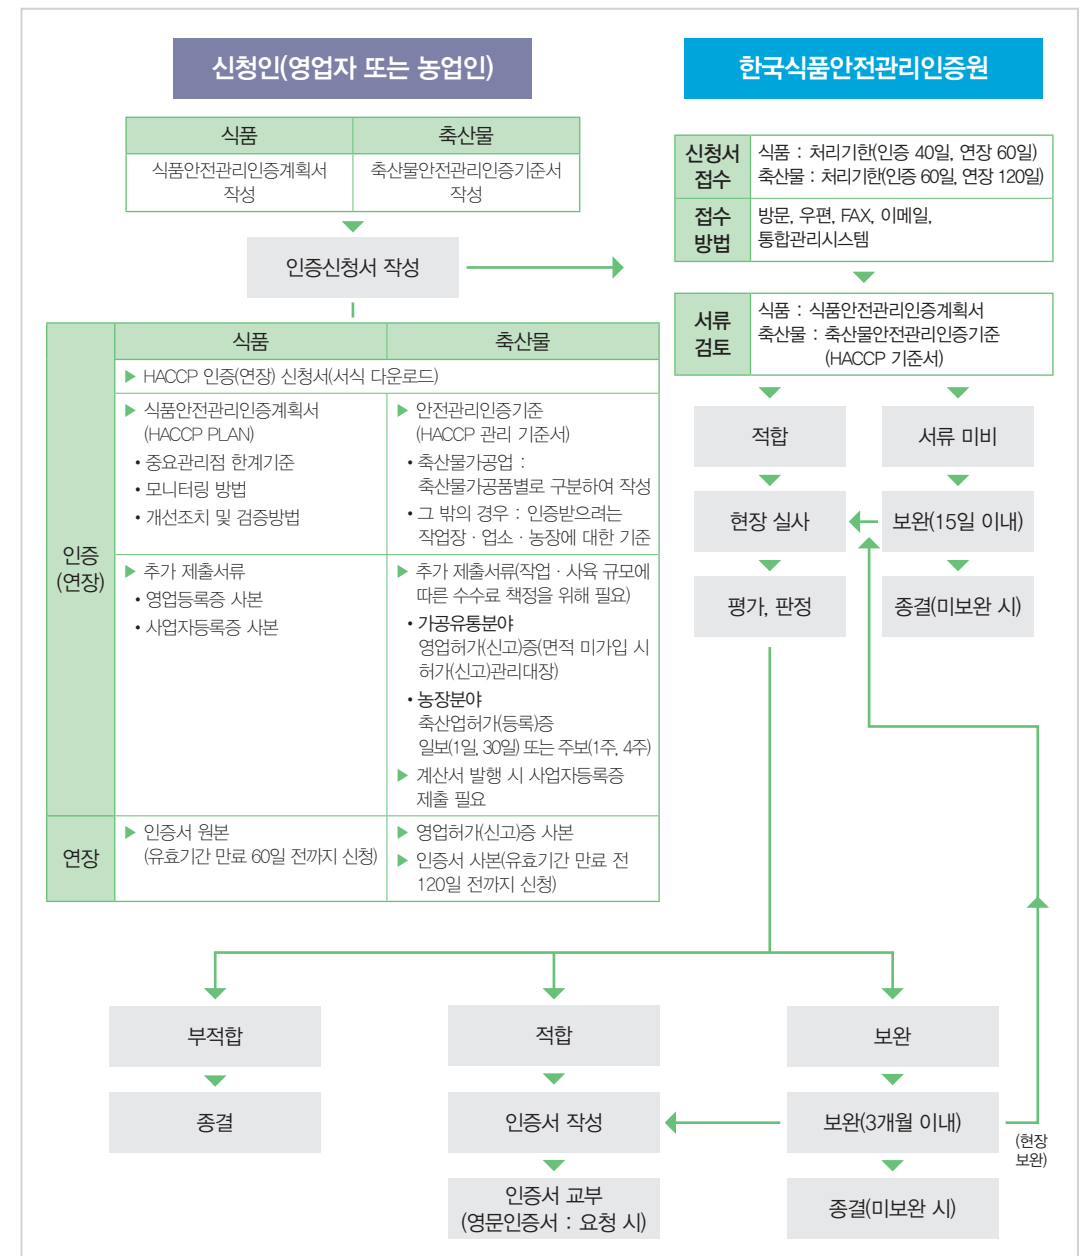 신청인(영업자 또는 농업인)
식품
축산물
식품안전관리인증계획서
작성
축산물안전관리인증기준서
작성
인증신청서 작성
식품
축산물
인증
(연장)
▶ HACCP 인증(연장) 신청서(서식 다운로드)
▶ 식품안전관리인증계획서
(HACCP PLAN)
• 중요관리점 한계기준
• 모니터링 방법
• 개선조치 및 검증방법
▶ 안전관리인증기준
(HACCP 관리 기준서)
• 축산물가공업 :
축산물가공품별로 구분하여 작성
• 그 밖의 경우 : 인증받으려는
작업장 · 업소 · 농장에 대한 기준
▶ 추가 제출서류
• 영업등록증 사본
• 사업자등록증 사본
▶ 추가 제출서류(작업 · 사육 규모에
따른 수수료 책정을 위해 필요)
• 가공유통분야
영업허가(신고)증(면적 미가입 시
허가(신고)관리대장)
• 농장분야
축산업허가(등록)증
일보(1일, 30일) 또는 주보(1주, 4주)
▶ 계산서 발행 시 사업자등록증
제출 필요
연장
▶ 인증서 원본
(유효기간 만료 60일 전까지 신청)
▶ 영업허가(신고)증 사본
▶ 인증서 사본(유효기간 만료 전
120일 전까지 신청)
한국식품안전관리인증원
신청서
접수
식품 : 처리기한(인증 40일, 연장 60일)
축산물 : 처리기한(인증 60일, 연장 120일)
접수
방법
방문, 우편, FAX, 이메일,
통합관리시스템
서류
검토
식품 : 식품안전관리인증계획서
축산물 : 축산물안전관리인증기준
(HACCP 기준서)
적합
서류 미비
현장 실사
보완(15일 이내)
평가, 판정
종결(미보완 시)
부적합
적합
보완
종결
인증서 작성
보완(3개월 이내)
(현장
보완)
인증서 교부
(영문인증서 : 요청 시)
종결(미보완 시)